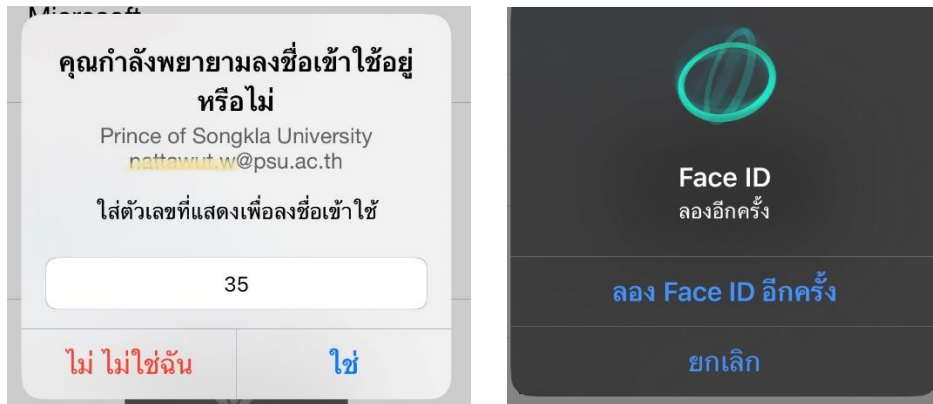 Microsoft
คุณกำลังพยายามลงชื่อเข้าใช้อยู่
หรือไม่
Prince of Songkla University
nattawut.w@psu.ac.th
ใส่ตัวเลขที่แสดงเพื่อลงชื่อเข้าใช้
35
ไม่ ไม่ใช่ฉัน
ใช่
Face ID
ลองอีกครั้ง
ลอง Face ID อีกครั้ง
ยกเลิก